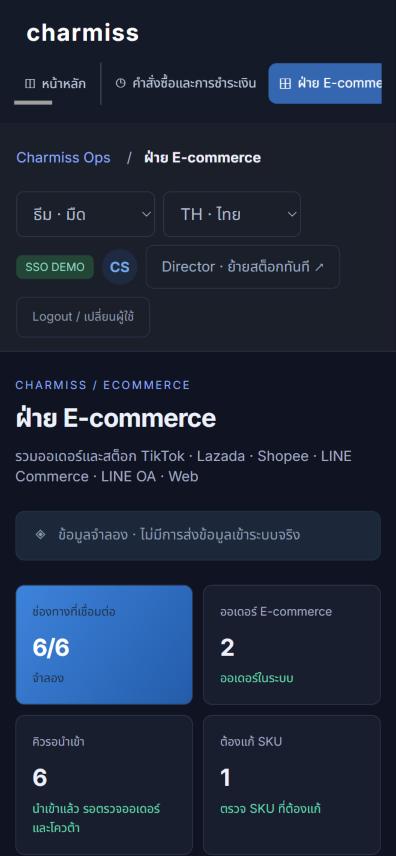 charmiss
หน้าหลัก
คำสั่งซื้อและการชำระเงิน
ฝ่าย E-comme
Charmiss Ops / ฝ่าย E-commerce
ธีม · มืด
TH · ไทย
SSO DEMO
CS
Director · ย้ายสต็อกทันที ↗
Logout / เปลี่ยนผู้ใช้
CHARMISS / ECOMMERCE
ฝ่าย E-commerce
รวมออเดอร์และสต็อก TikTok · Lazada · Shopee · LINE
Commerce · LINE OA · Web
ข้อมูลจำลอง · ไม่มีการส่งข้อมูลเข้าระบบจริง
ช่องทางที่เชื่อมต่อ
6/6
จำลอง
ออเดอร์ E-commerce
2
ออเดอร์ในระบบ
คิวรอนำเข้า
6
นำเข้าแล้ว รอตรวจออเดอร์
และโควต้า
ต้องแก้ SKU
1
ตรวจ SKU ที่ต้องแก้